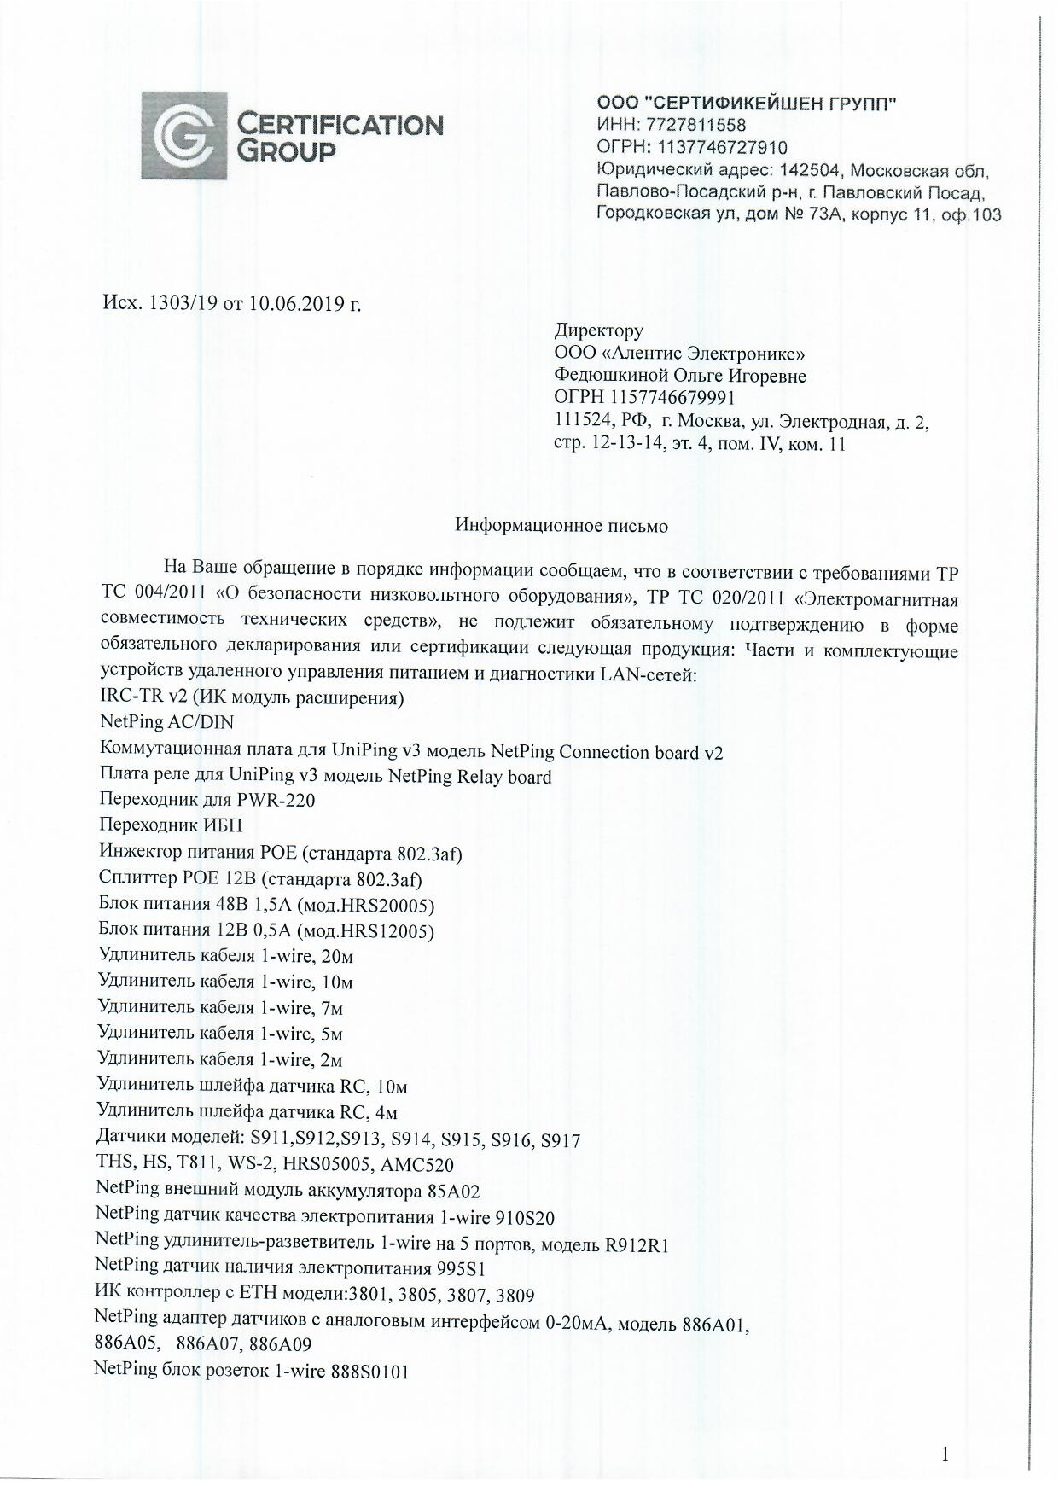 CERTIFICATION
GROUP
ООО "СЕРТИФИКЕЙШЕН ГРУПП"
ИНН: 7727811558
ОГРН: 1137746727910
Юридический адрес: 142504, Московская обл,
Павлово-Посадский р-н, г. Павловский Посад,
Городковская ул, дом № 73А, корпус 11, оф 103
Исх. 1303/19 от 10.06.2019 г.
Директору
ООО «Алентис Электроникс»
Федюшкиной Ольге Игоревне
ОГРН 1157746679991
111524, РФ, г. Москва, ул. Электродная, д. 2,
стр. 12-13-14, эт. 4, пом. IV, ком. 11
Информационное письмо
На Ваше обращение в порядке информации сообщаем, что в соответствии с требованиями ТР
ТС 004/2011 «О безопасности низковольтного оборудования», ТР ТС 020/2011 «Электромагнитная
совместимость технических средств», не подлежит обязательному подтверждению в форме
обязательного декларирования или сертификации следующая продукция: Части и комплектующие
устройств удаленного управления питанием и диагностики LAN-сетей:
IRC-TR v2 (ИК модуль расширения)
NetPing AC/DIN
Коммутационная плата для UniPing v3 модель NetPing Connection board v2
Плата реле для UniPing v3 модель NetPing Relay board
Переходник для PWR-220
Переходник ИБП
Инжектор питания POE (стандарта 802.3af)
Сплиттер POE 12В (стандарта 802.3af)
Блок питания 48В 1,5А (мод.HRS20005)
Блок питания 12В 0,5А (мод.HRS12005)
Удлинитель кабеля 1-wire, 20м
Удлинитель кабеля 1-wire, 10м
Удлинитель кабеля 1-wire, 7м
Удлинитель кабеля 1-wire, 5м
Удлинитель кабеля 1-wire, 2м
Удлинитель шлейфа датчика RC, 10м
Удлинитель шлейфа датчика RC, 4м
Датчики моделей: S911,S912,S913, S914, S915, S916, S917
THS, HS, T811, WS-2, HRS05005, AMC520
NetPing внешний модуль аккумулятора 85A02
NetPing датчик качества электропитания 1-wire 910S20
NetPing удлинитель-разветвитель 1-wire на 5 портов, модель R912R1
NetPing датчик наличия электропитания 995S1
ИК контроллер с ETH модели:3801, 3805, 3807, 3809
NetPing адаптер датчиков с аналоговым интерфейсом 0-20мА, модель 886A01,
886A05, 886A07, 886A09
NetPing блок розеток 1-wire 888S0101
1